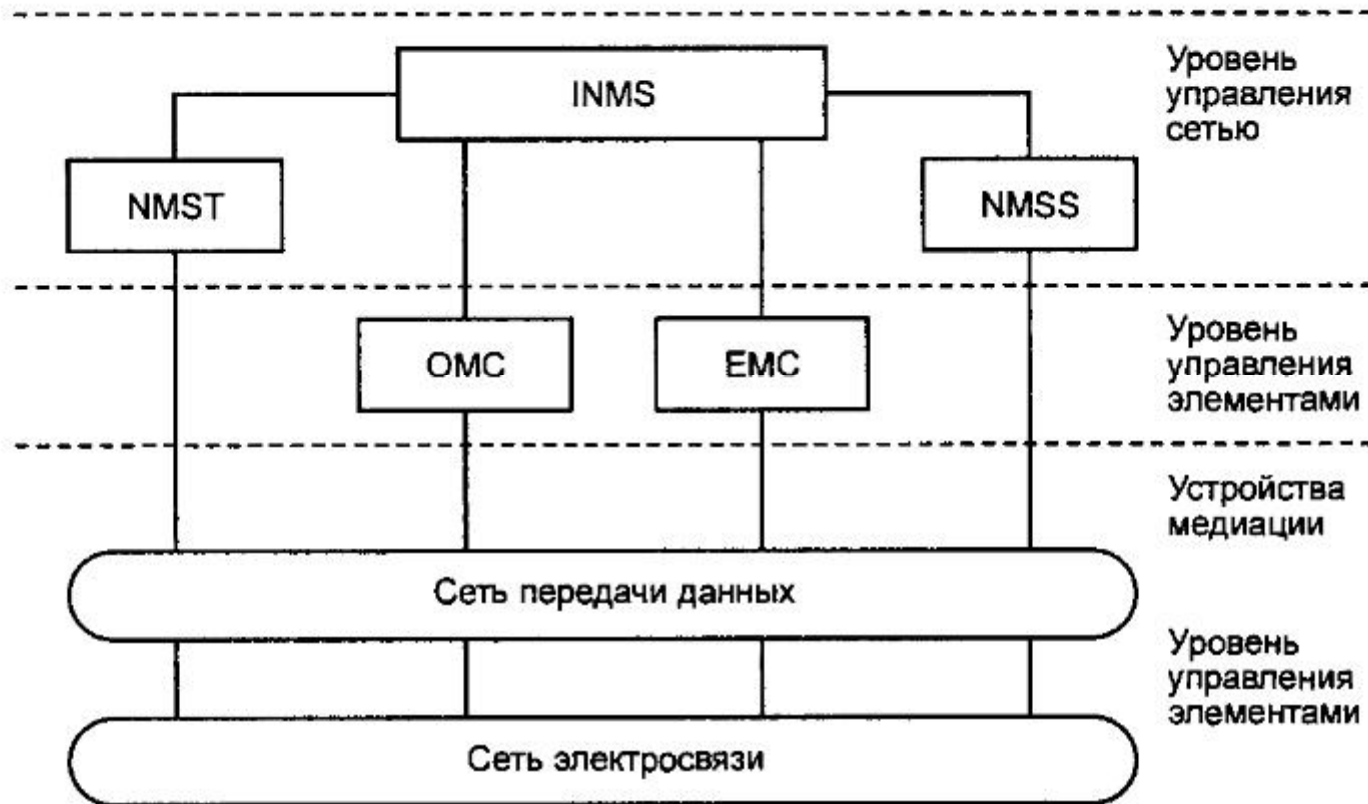 INMS
Уровень
управления
сетью
NMST
NMSS
OMC
EMC
Уровень
управления
элементами
Устройства
медиации
Сеть передачи данных
Уровень
управления
элементами
Сеть электросвязи